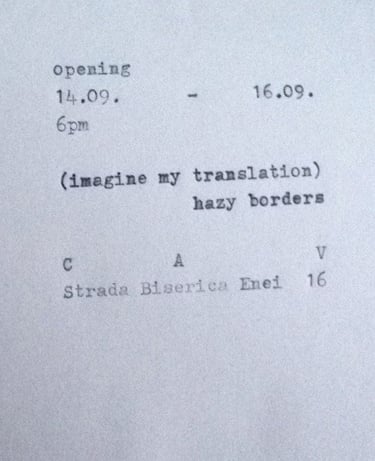 opening
14.09. - 16.09.
6pm
(imagine my translation)
hazy borders
C A V
Strada Biserica Enei 16